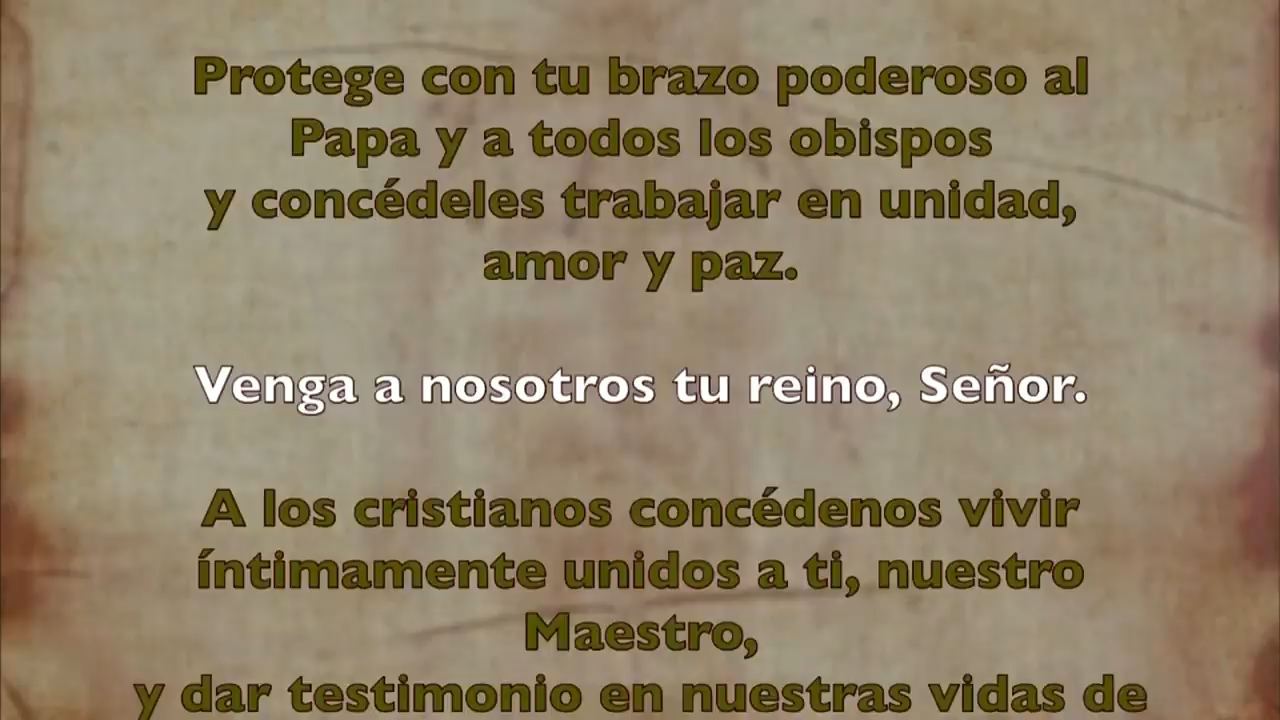 Protege con tu brazo poderoso al
Papa y a todos los obispos
y concédeles trabajar en unidad,
amor y paz.
Venga a nosotros tu reino, Señor.
A los cristianos concédenos vivir
íntimamente unidos a ti, nuestro
Maestro,
y dar testimonio en nuestras vidas de